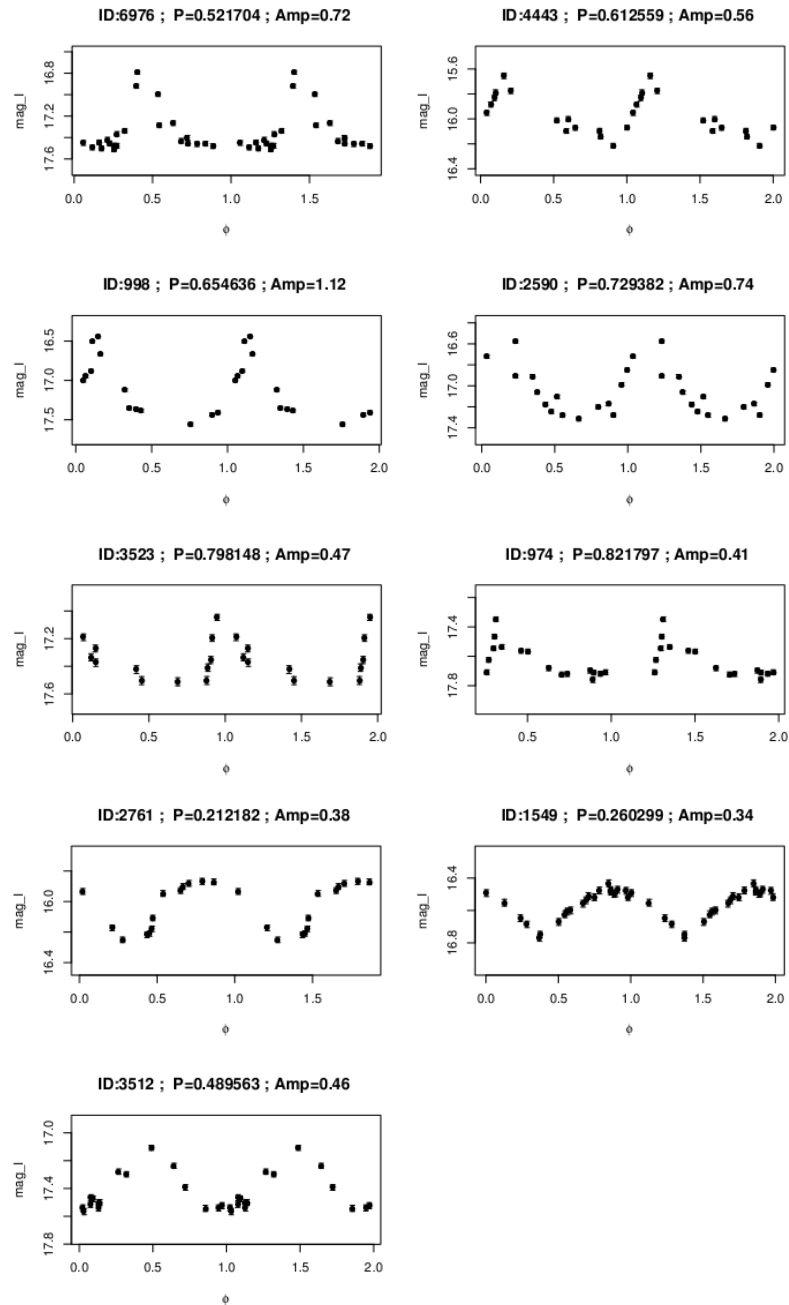 ID:6976 ; P=0.521704 ; Amp=0.72
mag_I
16.8
17.2
17.6
0.0 0.5 1.0 1.5
ϕ
ID:4443 ; P=0.612559 ; Amp=0.56
mag_I
15.6
16.0
16.4
0.0 0.5 1.0 1.5 2.0
ϕ
ID:998 ; P=0.654636 ; Amp=1.12
mag_I
16.5
17.0
17.5
0.0 0.5 1.0 1.5 2.0
ϕ
ID:2590 ; P=0.729382 ; Amp=0.74
mag_I
16.6
17.0
17.4
0.0 0.5 1.0 1.5 2.0
ϕ
ID:3523 ; P=0.798148 ; Amp=0.47
mag_I
17.2
17.6
0.0 0.5 1.0 1.5 2.0
ϕ
ID:974 ; P=0.821797 ; Amp=0.41
mag_I
17.4
17.8
0.5 1.0 1.5 2.0
ϕ
ID:2761 ; P=0.212182 ; Amp=0.38
mag_I
16.0
16.4
0.0 0.5 1.0 1.5
ϕ
ID:1549 ; P=0.260299 ; Amp=0.34
mag_I
16.4
16.8
0.0 0.5 1.0 1.5 2.0
ϕ
ID:3512 ; P=0.489563 ; Amp=0.46
mag_I
17.0
17.4
17.8
0.0 0.5 1.0 1.5 2.0
ϕ